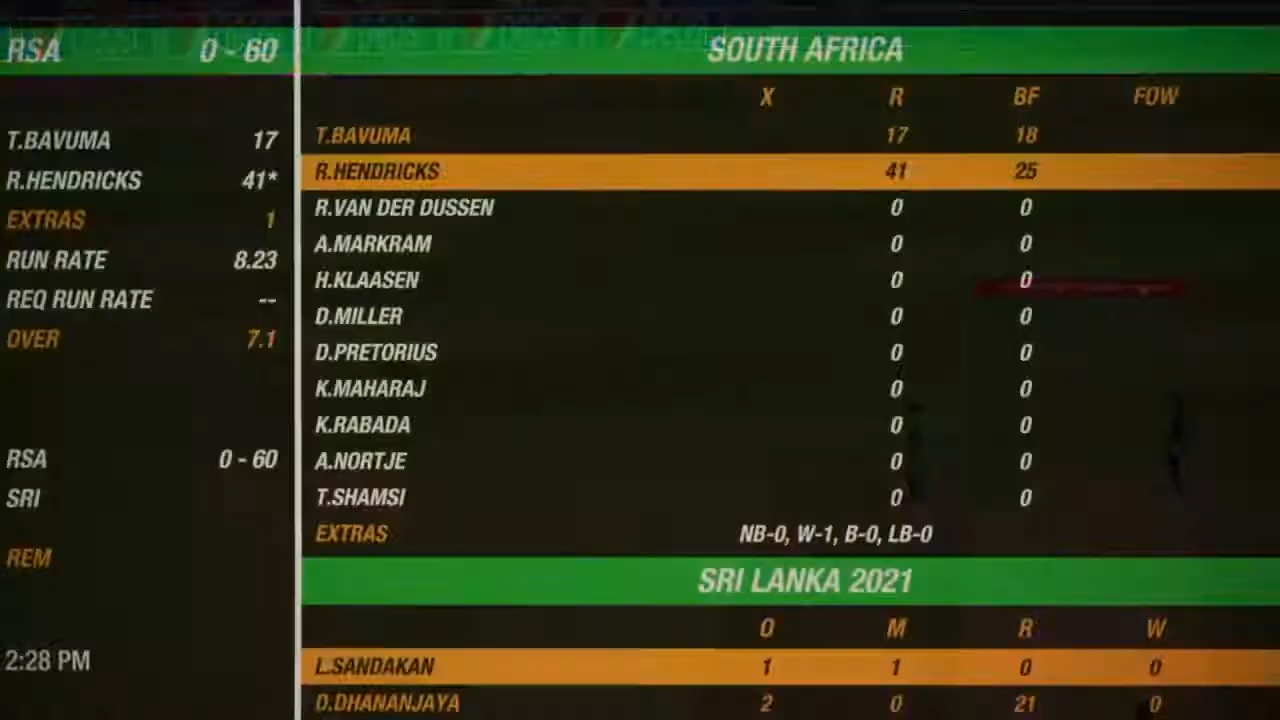 RSA 0 - 60
T.BAVUMA 17
R.HENDRICKS 41*
EXTRAS 1
RUN RATE 8.23
REQ RUN RATE --
OVER 7.1
RSA 0 - 60
SRI
REM
2:28 PM
SOUTH AFRICA
X R BF FOW
T.BAVUMA 17 18
R.HENDRICKS 41 25
R.VAN DER DUSSEN 0 0
A.MARKRAM 0 0
H.KLAASEN 0 0
D.MILLER 0 0
D.PRETORIUS 0 0
K.MAHARAJ 0 0
K.RABADA 0 0
A.NORTJE 0 0
T.SHAMSI 0 0
EXTRAS NB-0, W-1, B-0, LB-0
SRI LANKA 2021
O M R W
L.SANDAKAN 1 1 0 0
D.DHANANJAYA 2 0 21 0